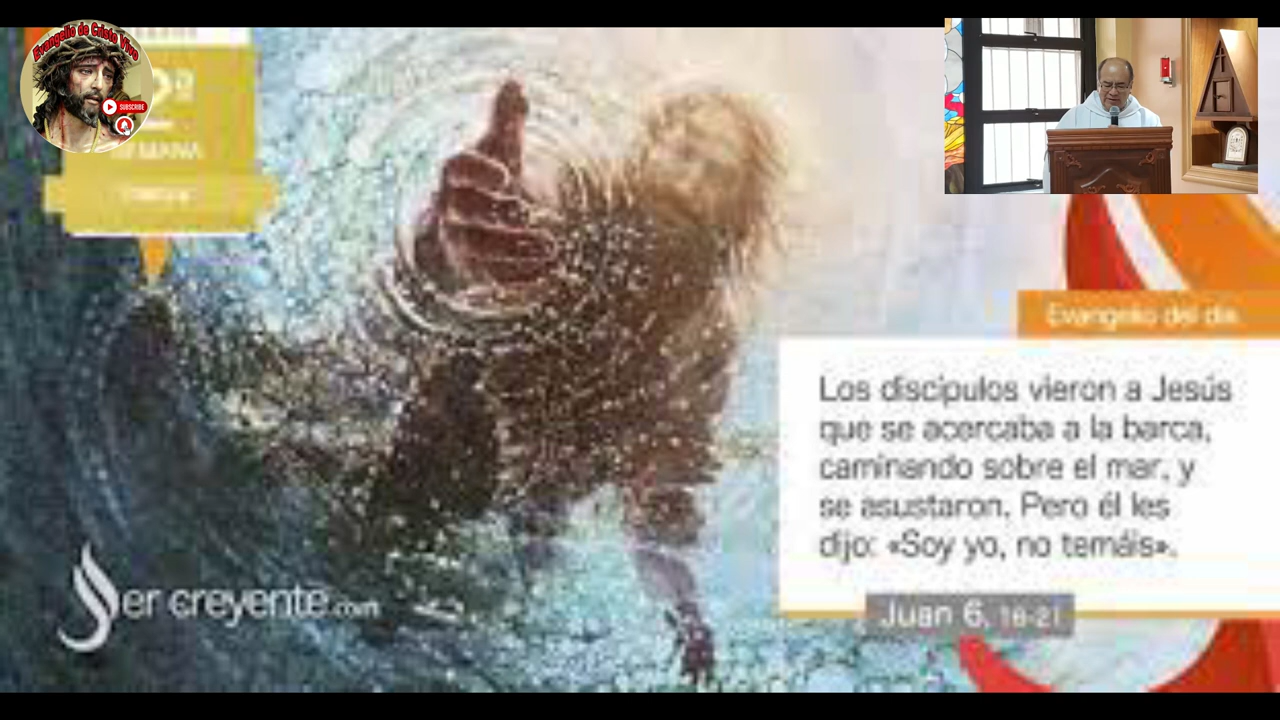 Evangelio de Cristo Vivo
SUBSCRIBE
2ª
SEMANA
Evangelio del día
Los discípulos vieron a Jesús
que se acercaba a la barca,
caminando sobre el mar, y
se asustaron. Pero él les
dijo: «Soy yo, no temáis».
Juan 6, 16-21
Ser creyente.com